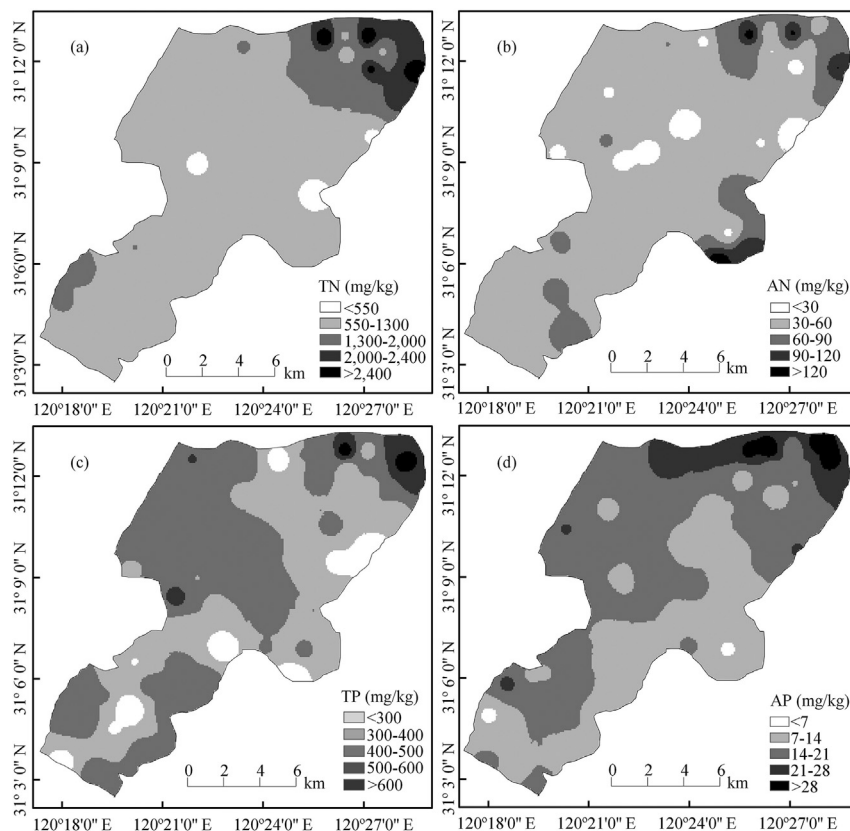 (a)
31° 12'0" N
31° 9'0" N
31° 6'0" N
31° 3'0" N
TN (mg/kg)
<550
550-1300
1,300-2,000
2,000-2,400
>2,400
0 2 4 6
km
120°18'0" E 120°21'0" E 120°24'0" E 120°27'0" E
(b)
31° 12'0" N
31° 9'0" N
31° 6'0" N
31° 3'0" N
AN (mg/kg)
<30
30-60
60-90
90-120
>120
0 2 4 6
km
120°18'0" E 120°21'0" E 120°24'0" E 120°27'0" E
(c)
31° 12'0" N
31° 9'0" N
31° 6'0" N
31° 3'0" N
TP (mg/kg)
<300
300-400
400-500
500-600
>600
0 2 4 6
km
120°18'0" E 120°21'0" E 120°24'0" E 120°27'0" E
(d)
31° 12'0" N
31° 9'0" N
31° 6'0" N
31° 3'0" N
AP (mg/kg)
<7
7-14
14-21
21-28
>28
0 2 4 6
km
120°18'0" E 120°21'0" E 120°24'0" E 120°27'0" E